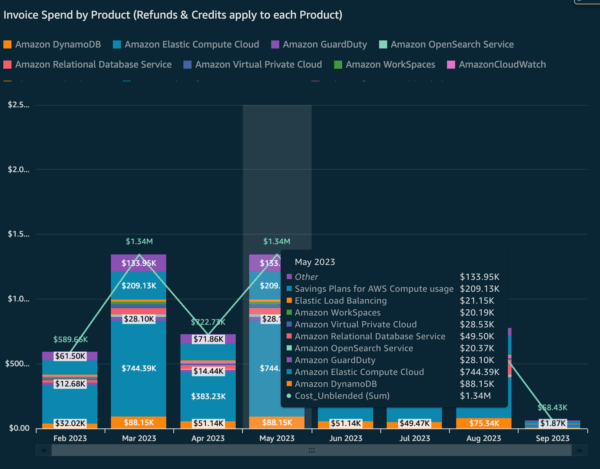 Invoice Spend by Product (Refunds & Credits apply to each Product)
Amazon DynamoDB Amazon Elastic Compute Cloud Amazon GuardDuty Amazon OpenSearch Service
Amazon Relational Database Service Amazon Virtual Private Cloud Amazon WorkSpaces AmazonCloudWatch
$2.5...
$2.0...
$1.5...
$1.34M $1.34M
May 2023
$133.95K $133.
Other $133.95K
$209.13K $209.
Savings Plans for AWS Compute usage $209.13K
$1.0...
Elastic Load Balancing $21.15K
Amazon WorkSpaces $20.19K
$28.10K $28.1
Amazon Virtual Private Cloud $28.53K
Amazon Relational Database Service $49.50K
$589.66K $722.73K
Amazon OpenSearch Service $20.37K
$61.50K $71.86K
Amazon GuardDuty $28.10K
$500...
$744.39K $744.
Amazon Elastic Compute Cloud $744.39K
$12.68K $14.44K
Amazon DynamoDB $88.15K
$383.23K
Cost_Unblended (Sum) $1.34M
$68.43K
$32.02K $88.15K $51.14K $88.15K $51.14K $49.47K $75.34K $1.87K
$0.00
Feb 2023 Mar 2023 Apr 2023 May 2023 Jun 2023 Jul 2023 Aug 2023 Sep 2023